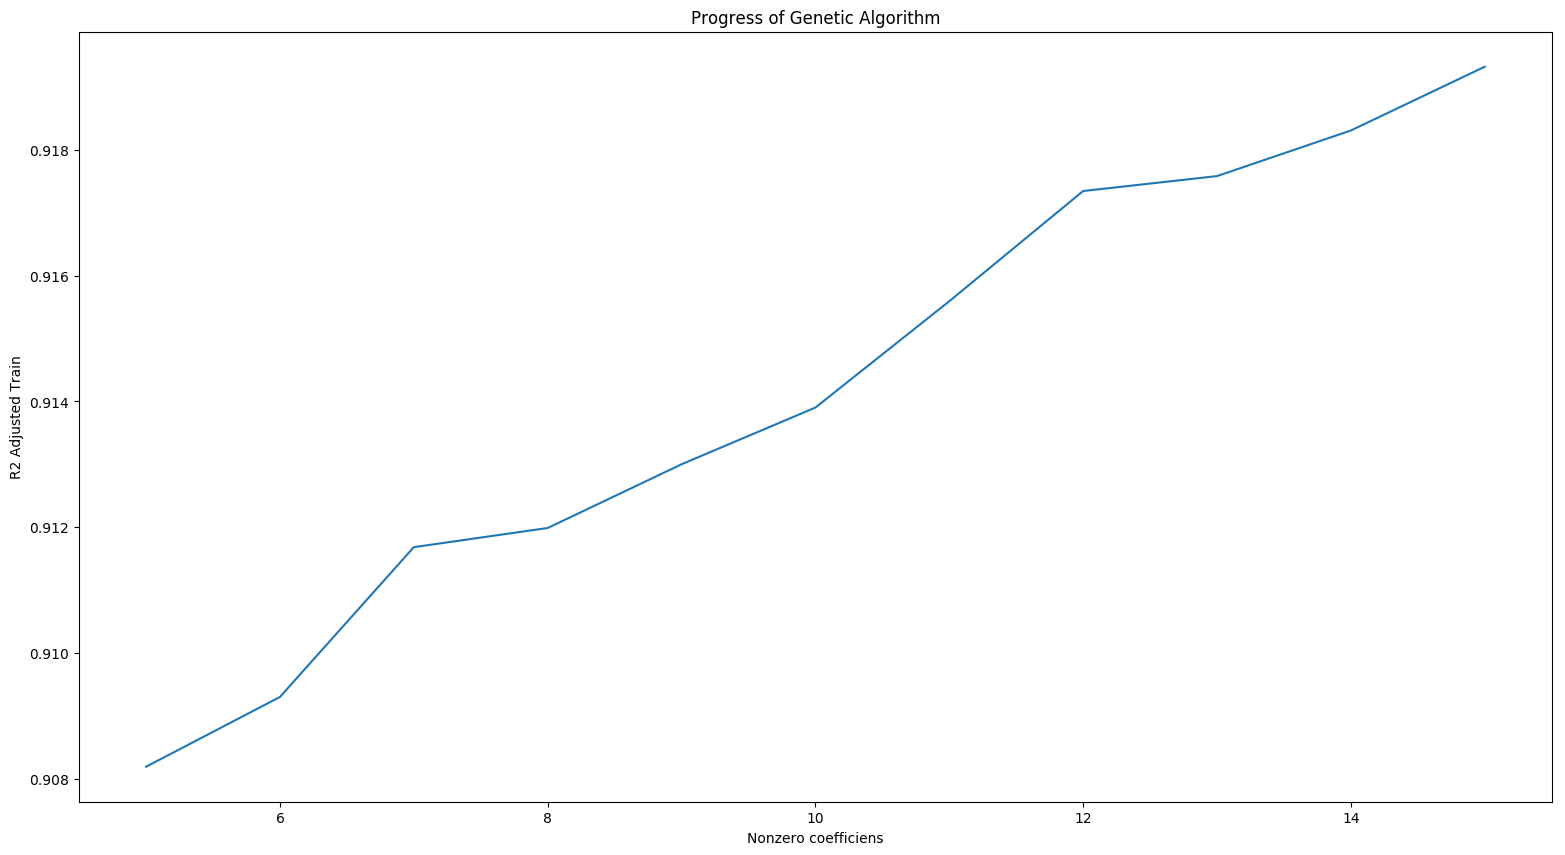 Progress of Genetic Algorithm
R2 Adjusted Train
0.918
0.916
0.914
0.912
0.910
0.908
6 8 10 12 14
Nonzero coefficiens